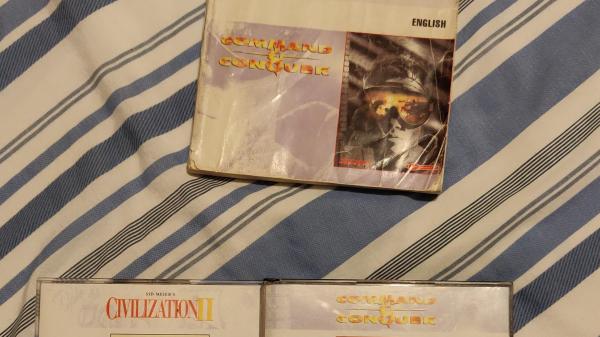 ENGLISH
COMMAND
&
CONQUER
SID MEIER'S
CIVILIZATION II
COMMAND
&
CONQUER